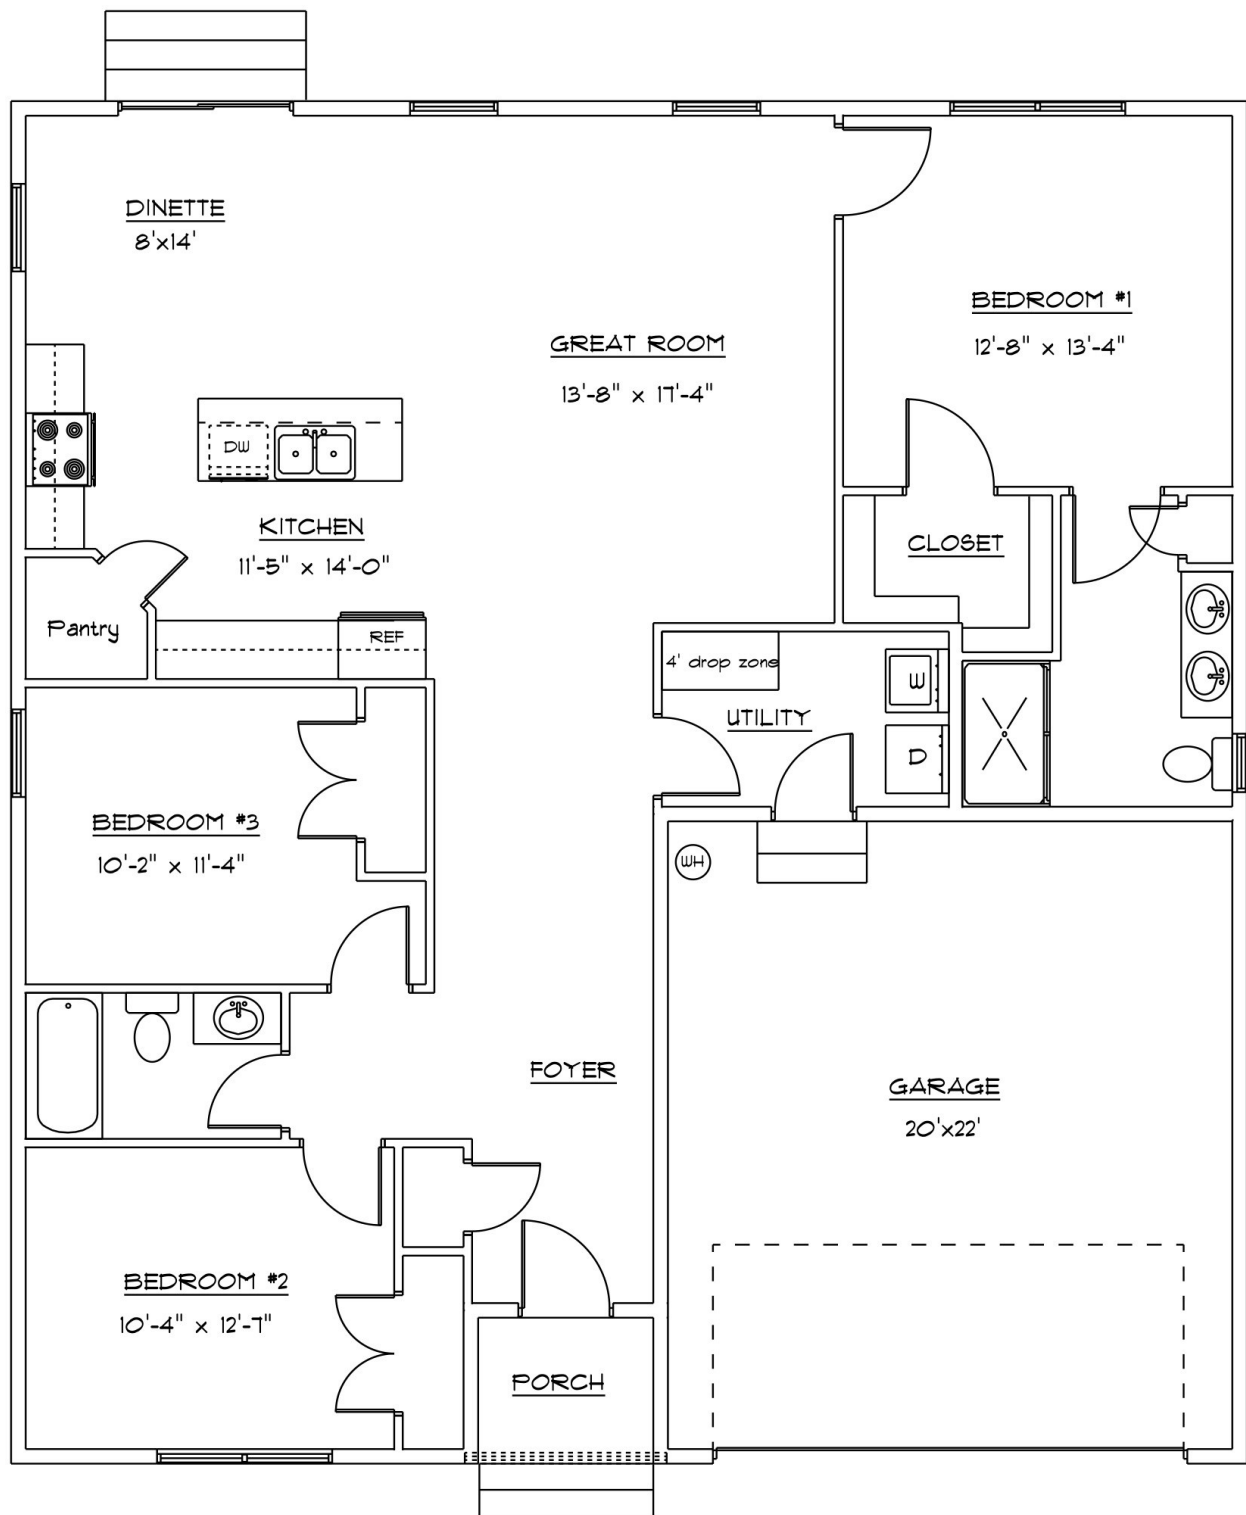 DINETTE
8'x14'
BEDROOM #1
12'-8" x 13'-4"
GREAT ROOM
13'-8" x 17'-4"
DW
KITCHEN
11'-5" x 14'-0"
CLOSET
Pantry
REF
4' drop zone
W
UTILITY
D
BEDROOM #3
10'-2" x 11'-4"
WH
FOYER
GARAGE
20'x22'
BEDROOM #2
10'-4" x 12'-7"
PORCH